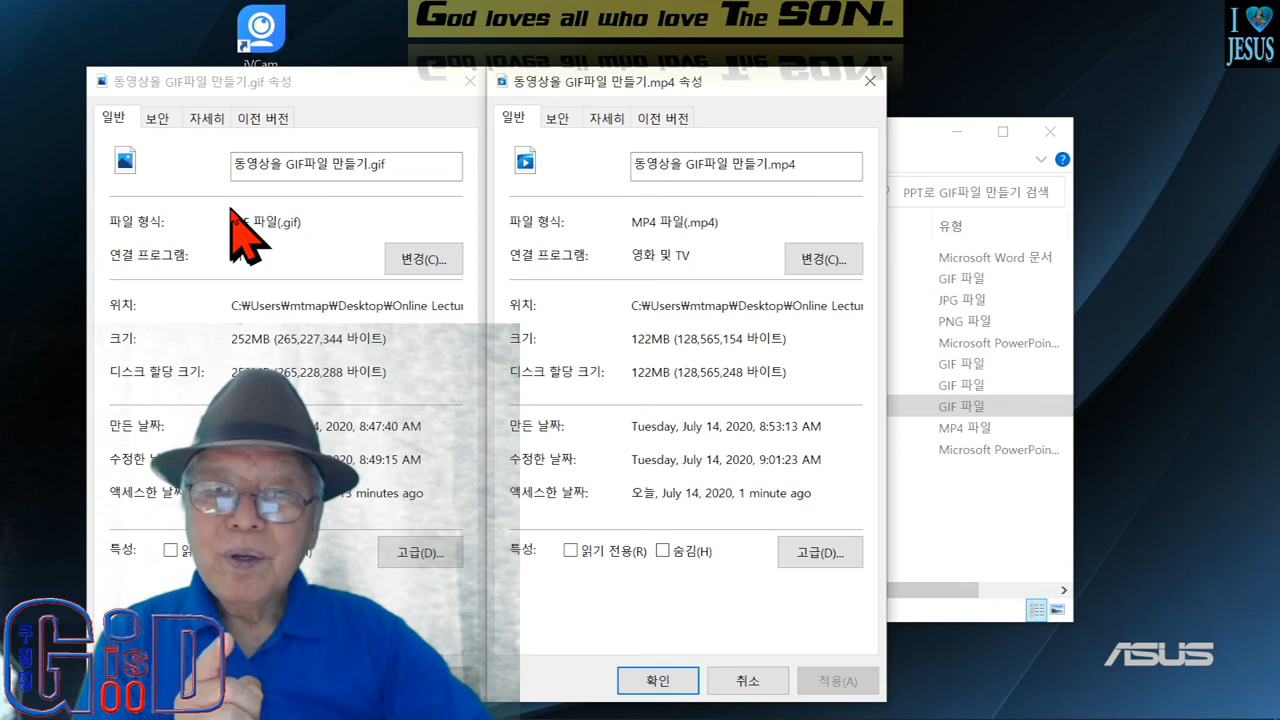 God loves all who love The SON.
I
JESUS
iVCam
동영상을 GIF파일 만들기.gif 속성
일반 보안 자세히 이전 버전
동영상을 GIF파일 만들기.gif
파일 형식: 파일(.gif)
연결 프로그램: 변경(C)...
위치: C:₩Users₩mtmap₩Desktop₩Online Lectur
크기: 252MB (265,227,344 바이트)
디스크 할당 크기: (265,228,288 바이트)
만든 날짜: , 2020, 8:47:40 AM
수정한 날짜: 2020, 8:49:15 AM
액세스한 날짜: minutes ago
특성: 고급(D)...
동영상을 GIF파일 만들기.mp4 속성
일반 보안 자세히 이전 버전
동영상을 GIF파일 만들기.mp4
파일 형식: MP4 파일(.mp4)
연결 프로그램: 영화 및 TV 변경(C)...
위치: C:₩Users₩mtmap₩Desktop₩Online Lectur
크기: 122MB (128,565,154 바이트)
디스크 할당 크기: 122MB (128,565,248 바이트)
만든 날짜: Tuesday, July 14, 2020, 8:53:13 AM
수정한 날짜: Tuesday, July 14, 2020, 9:01:23 AM
액세스한 날짜: 오늘, July 14, 2020, 1 minute ago
특성: 읽기 전용(R) 숨김(H) 고급(D)...
확인 취소 적용(A)
PPT로 GIF파일 만들기 검색
유형
Microsoft Word 문서
GIF 파일
JPG 파일
PNG 파일
Microsoft PowerPoin...
GIF 파일
GIF 파일
GIF 파일
MP4 파일
Microsoft PowerPoin...
ASUS
GisD